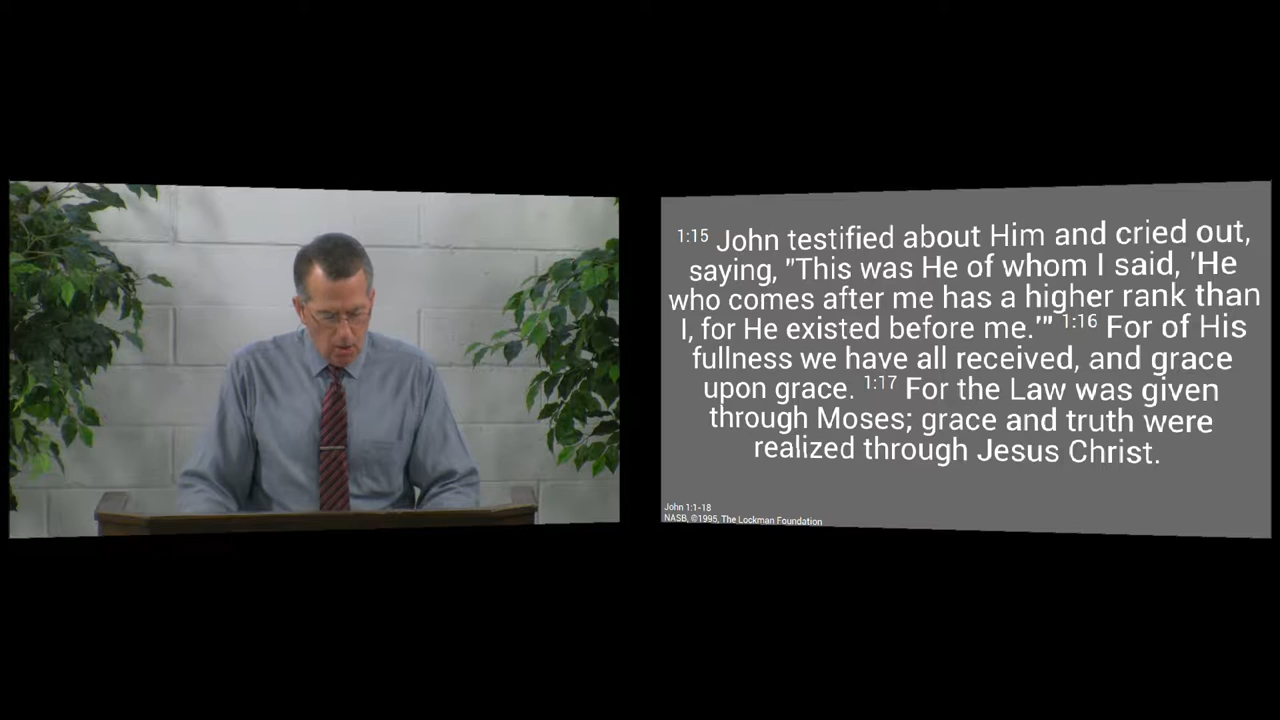 1:15 John testified about Him and cried out,
saying, "This was He of whom I said, 'He
who comes after me has a higher rank than
I, for He existed before me.'" 1:16 For of His
fullness we have all received, and grace
upon grace. 1:17 For the Law was given
through Moses; grace and truth were
realized through Jesus Christ.
John 1:1-18
NASB, ©1995, The Lockman Foundation